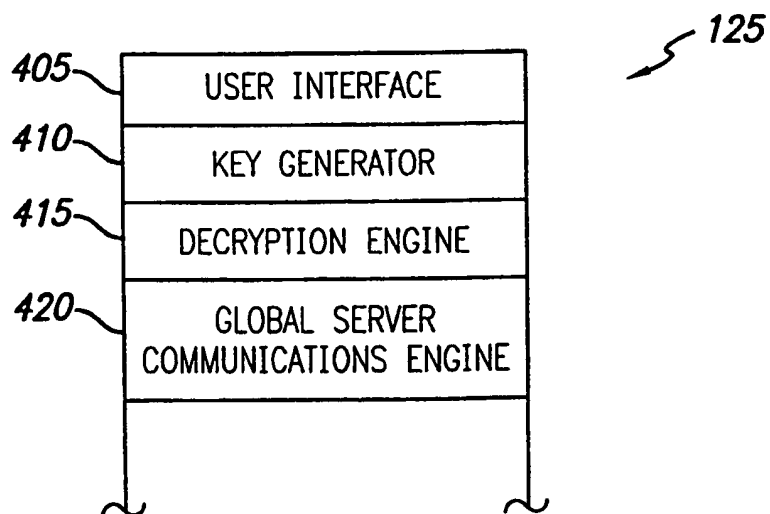 125
405 USER INTERFACE
410 KEY GENERATOR
415 DECRYPTION ENGINE
420 GLOBAL SERVER
COMMUNICATIONS ENGINE